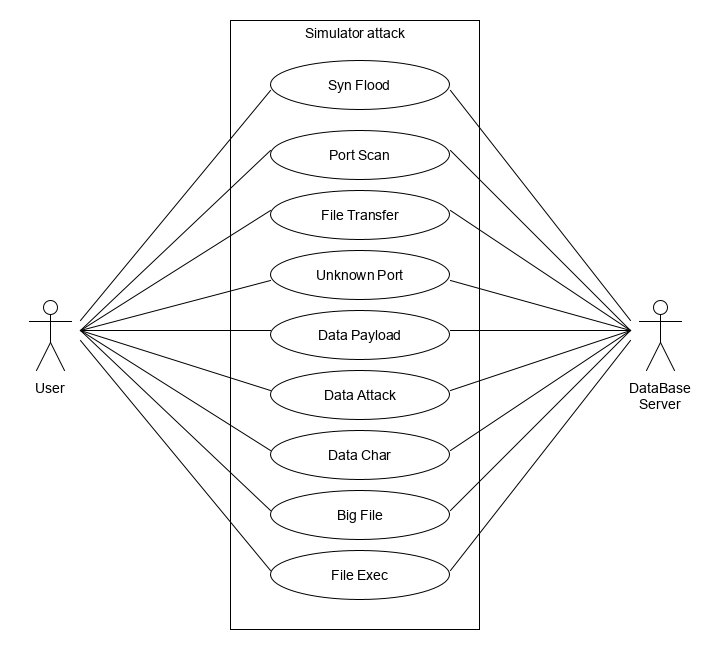 Simulator attack
Syn Flood
Port Scan
File Transfer
Unknown Port
Data Payload
Data Attack
Data Char
Big File
File Exec
User
DataBase
Server